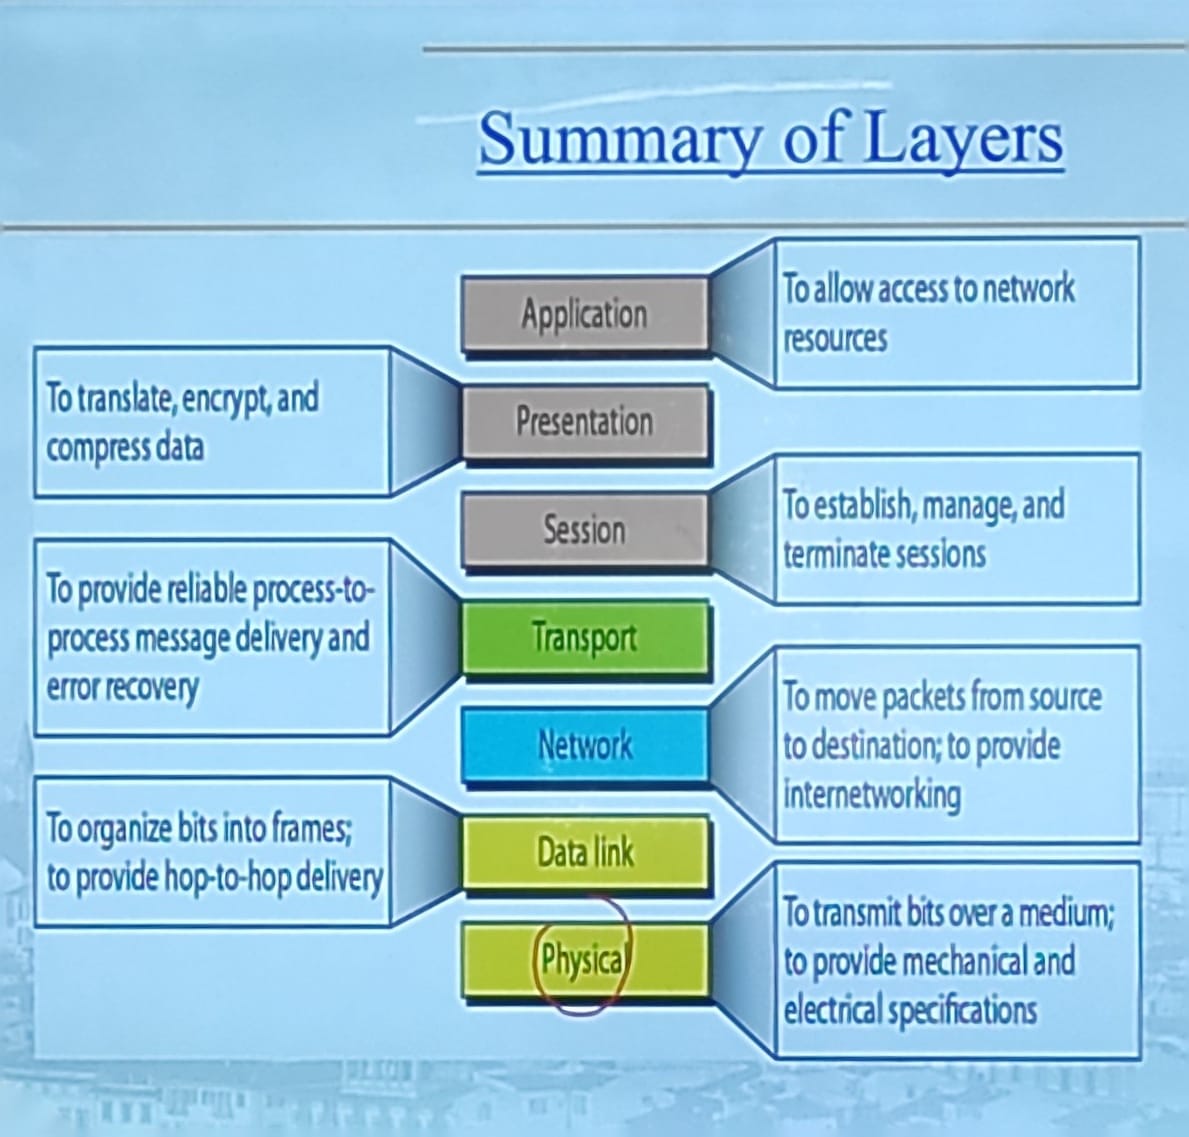 Summary of Layers
Application
To allow access to network
resources
To translate, encrypt, and
compress data
Presentation
Session
To establish, manage, and
terminate sessions
To provide reliable process-to-
process message delivery and
error recovery
Transport
Network
To move packets from source
to destination; to provide
internetworking
To organize bits into frames;
to provide hop-to-hop delivery
Data link
Physical
To transmit bits over a medium;
to provide mechanical and
electrical specifications